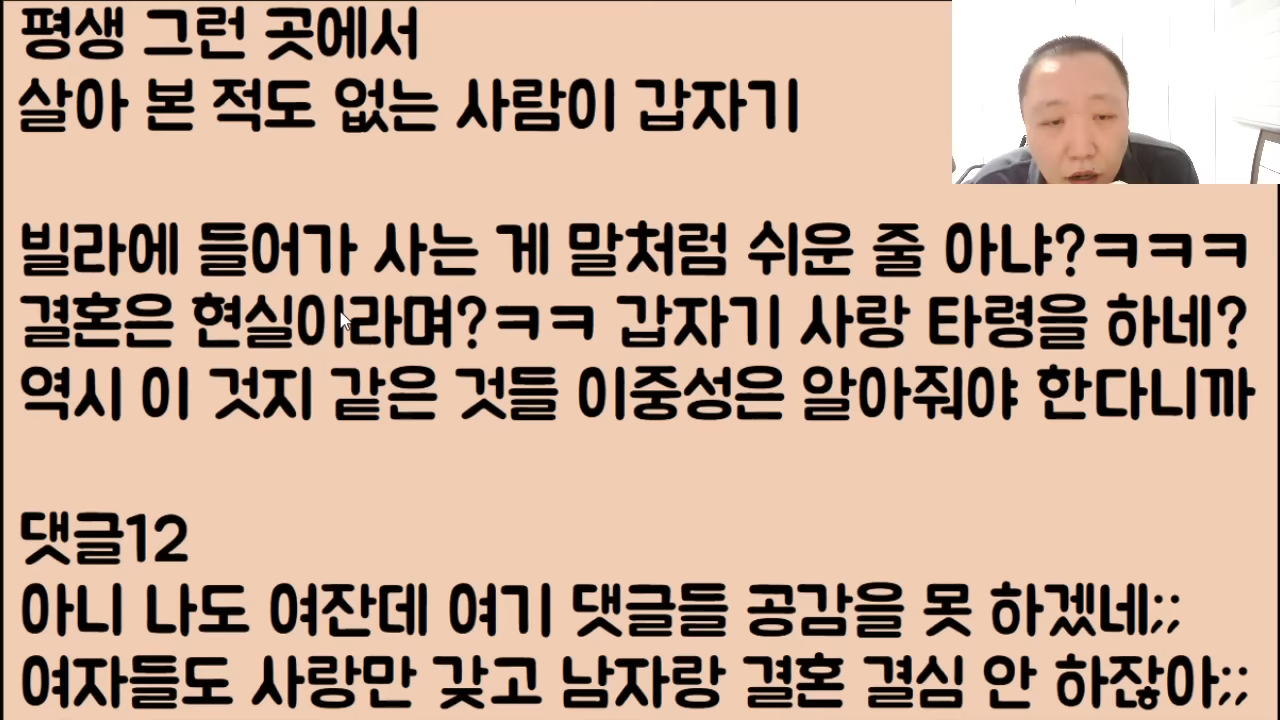 평생 그런 곳에서
살아 본 적도 없는 사람이 갑자기
빌라에 들어가 사는 게 말처럼 쉬운 줄 아냐?ㅋㅋㅋ
결혼은 현실이라며?ㅋㅋ 갑자기 사랑 타령을 하네?
역시 이 것지 같은 것들 이중성은 알아줘야 한다니까
댓글12
아니 나도 여잔데 여기 댓글들 공감을 못 하겠네;;
여자들도 사랑만 갖고 남자랑 결혼 결심 안 하잖아;;